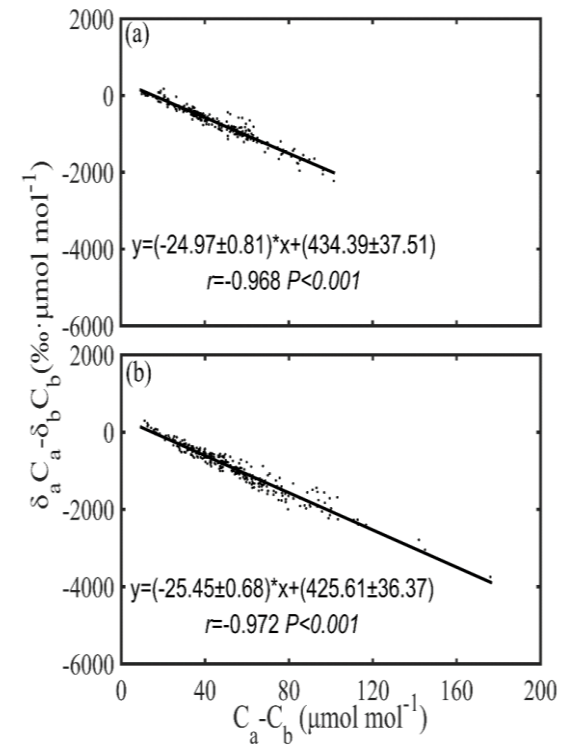 2000
(a)
0
-2000
-4000
y=(-24.97±0.81)*x+(434.39±37.51)
r=-0.968 P<0.001
-6000
δaCa-δbCb(‰·μmol mol⁻¹)
2000
(b)
0
-2000
-4000
y=(-25.45±0.68)*x+(425.61±36.37)
r=-0.972 P<0.001
-6000
0 40 80 120 160 200
Ca-Cb (μmol mol⁻¹)